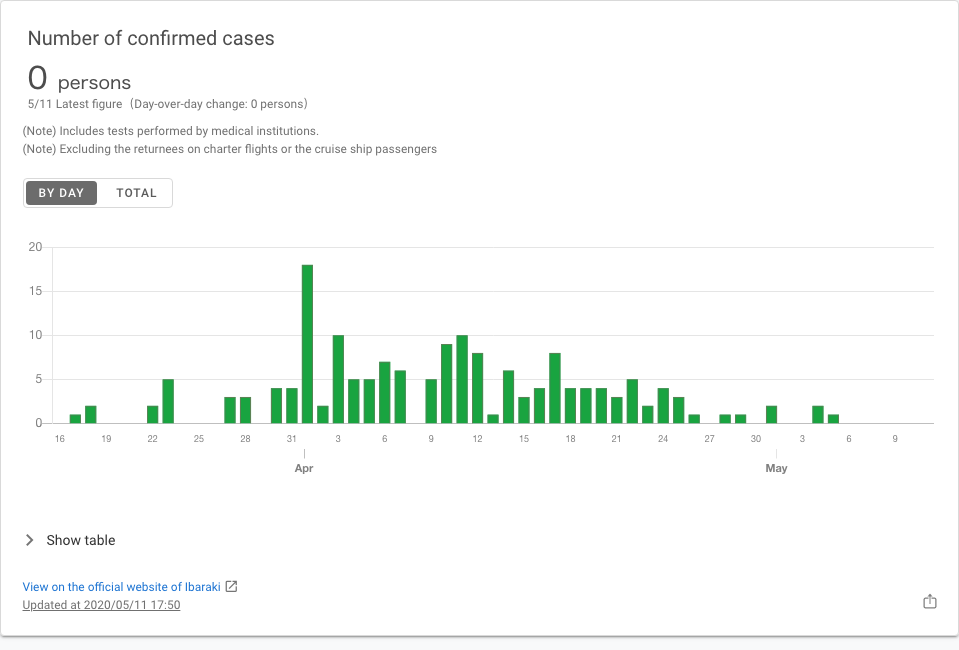 Number of confirmed cases
0 persons
5/11 Latest figure (Day-over-day change: 0 persons)
(Note) Includes tests performed by medical institutions.
(Note) Excluding the returnees on charter flights or the cruise ship passengers
BY DAY TOTAL
20
15
10
5
0
16 19 22 25 28 31 3 6 9 12 15 18 21 24 27 30 3 6 9
Apr May
Show table
View on the official website of Ibaraki
Updated at 2020/05/11 17:50